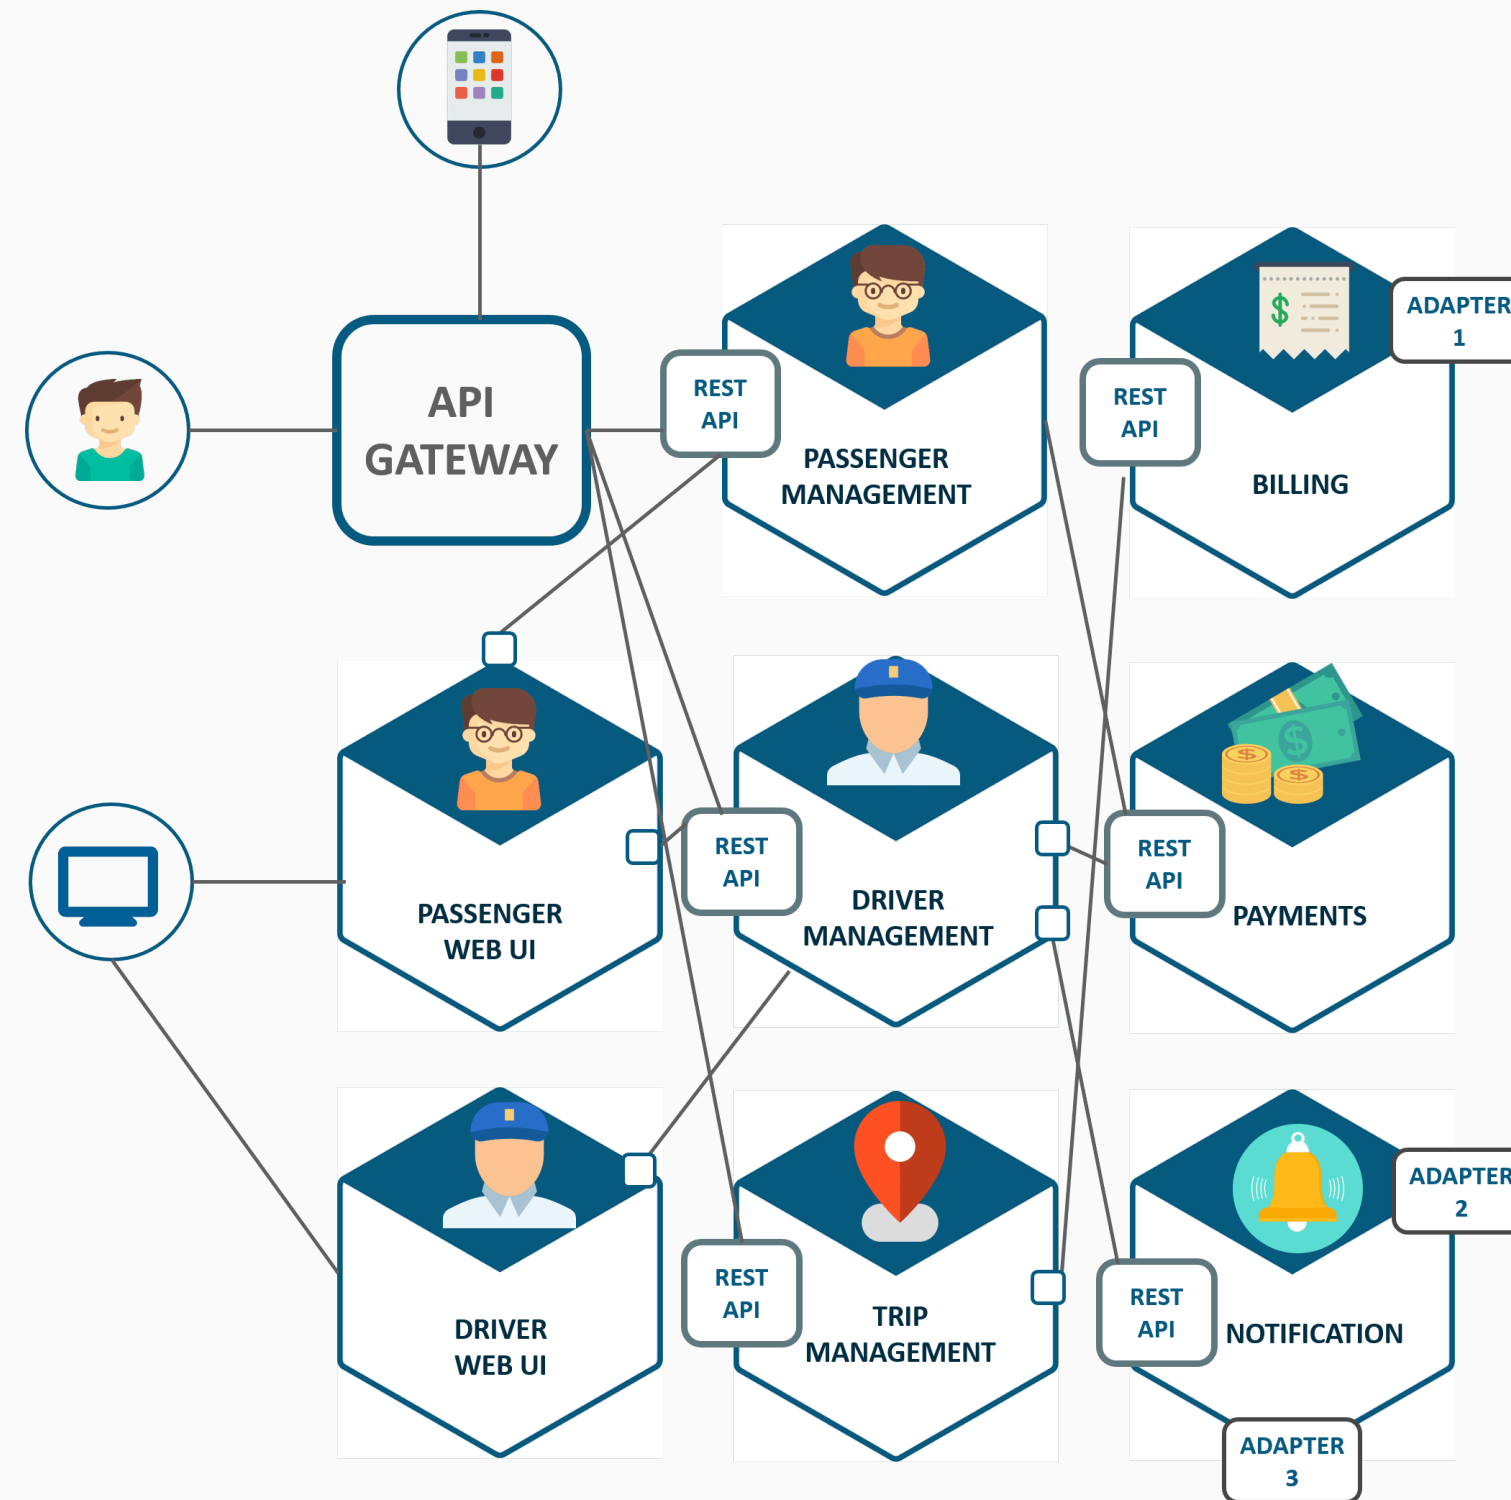 API
GATEWAY
REST
API
PASSENGER
MANAGEMENT
REST
API
BILLING
ADAPTER
1
PASSENGER
WEB UI
REST
API
DRIVER
MANAGEMENT
REST
API
PAYMENTS
DRIVER
WEB UI
REST
API
TRIP
MANAGEMENT
REST
API
NOTIFICATION
ADAPTER
2
ADAPTER
3